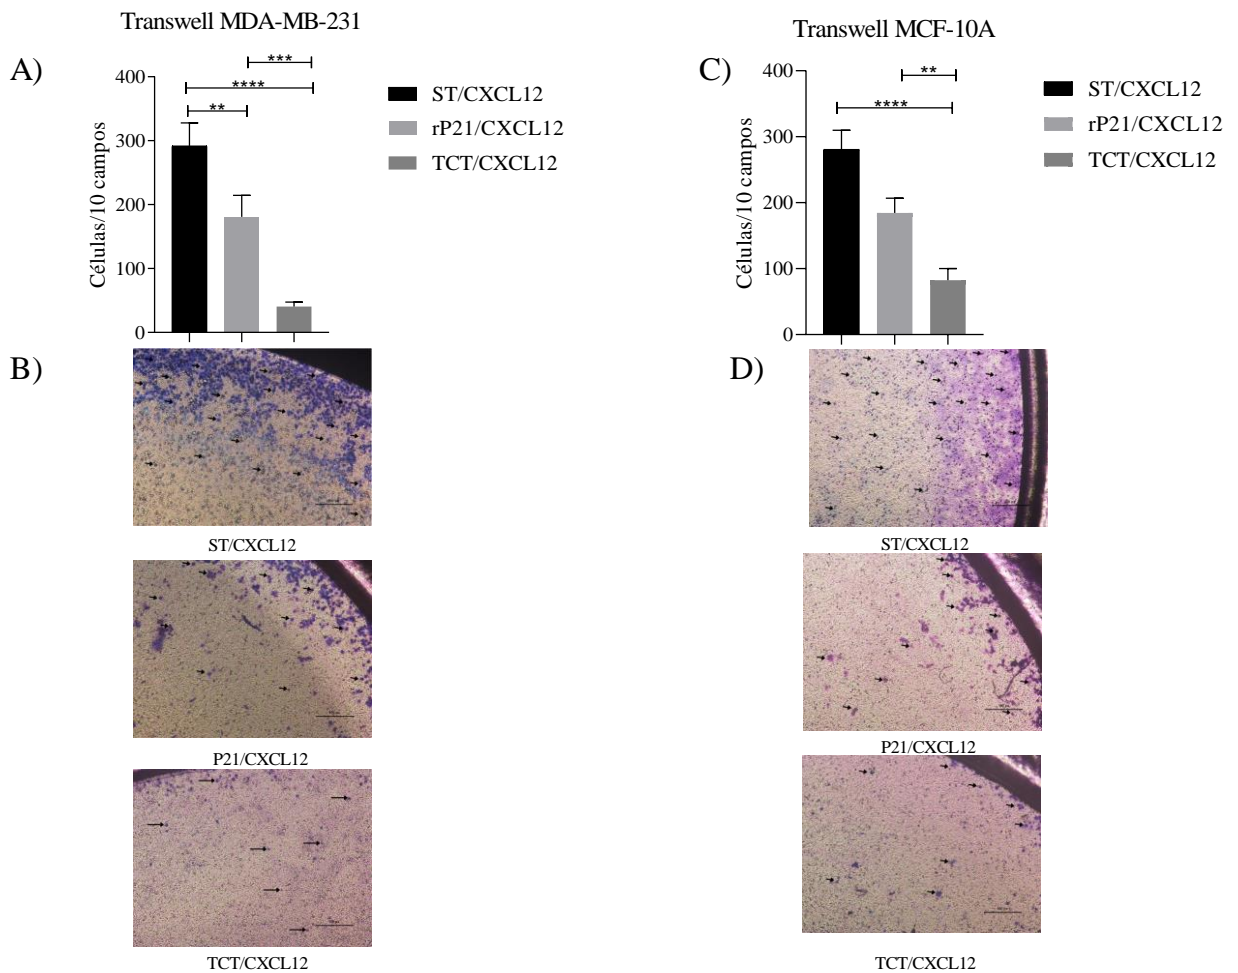 Transwell MDA-MB-231
A)
***
****
**
400
300
200
100
0
Células/10 campos
ST/CXCL12
rP21/CXCL12
TCT/CXCL12
B)
ST/CXCL12
P21/CXCL12
TCT/CXCL12
Transwell MCF-10A
C)
**
****
400
300
200
100
0
Células/10 campos
ST/CXCL12
rP21/CXCL12
TCT/CXCL12
D)
ST/CXCL12
P21/CXCL12
TCT/CXCL12